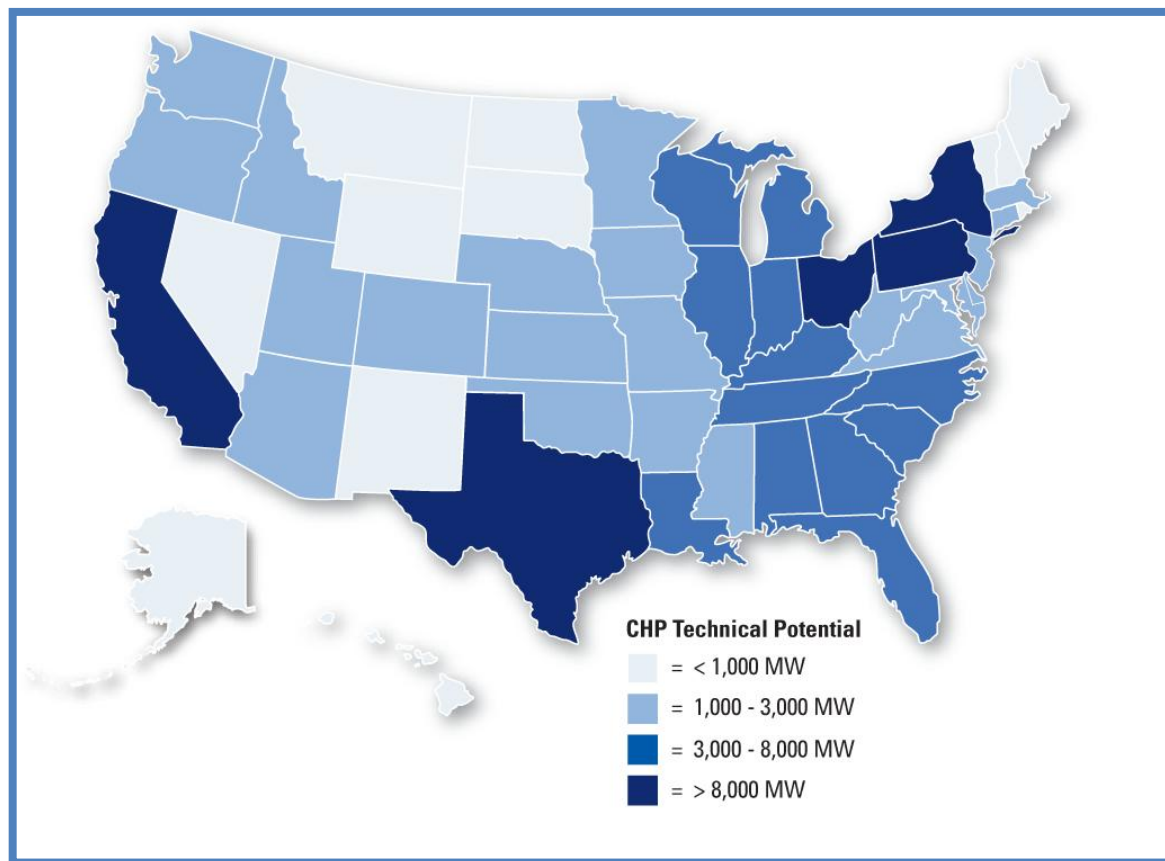 CHP Technical Potential
= < 1,000 MW
= 1,000 - 3,000 MW
= 3,000 - 8,000 MW
= > 8,000 MW